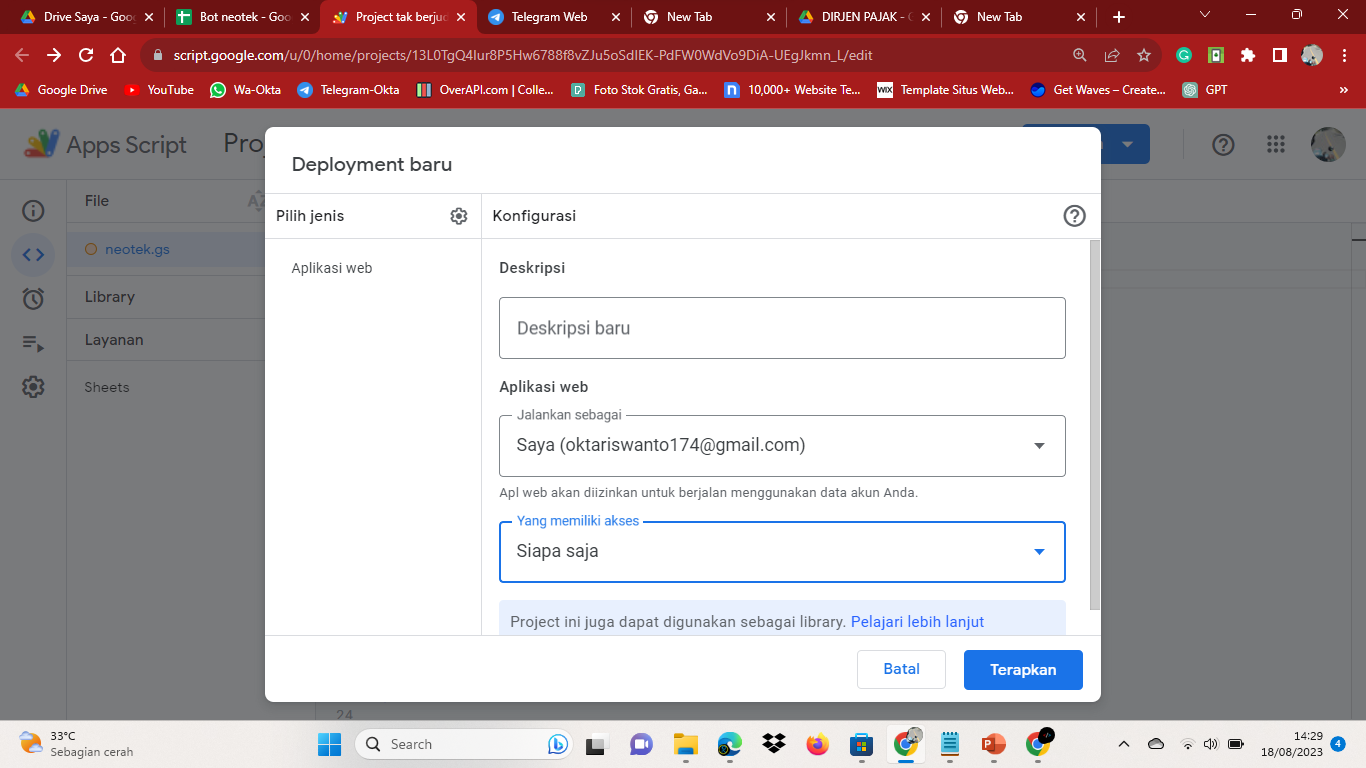 Drive Saya - Goo
Bot neotek - Goo
Project tak berjud
Telegram Web
New Tab
DIRJEN PAJAK - G
New Tab
script.google.com/u/0/home/projects/13L0TgQ4Iur8P5Hw6788f8vZJu5oSdIEK-PdFW0WdVo9DiA-UEgJkmn_L/edit
Google Drive
YouTube
Wa-Okta
Telegram-Okta
OverAPI.com | Colle...
Foto Stok Gratis, Ga...
10,000+ Website Te...
WIX
Template Situs Web...
Get Waves – Create...
GPT
»
Apps Script
Proj
File
AZ
neotek.gs
Library
Layanan
Sheets
Deployment baru
Pilih jenis
Konfigurasi
Aplikasi web
Deskripsi
Deskripsi baru
Aplikasi web
Jalankan sebagai
Saya (oktariswanto174@gmail.com)
Apl web akan diizinkan untuk berjalan menggunakan data akun Anda.
Yang memiliki akses
Siapa saja
Project ini juga dapat digunakan sebagai library. Pelajari lebih lanjut
Batal
Terapkan
24
33°C
Sebagian cerah
Search
14:29
18/08/2023
4